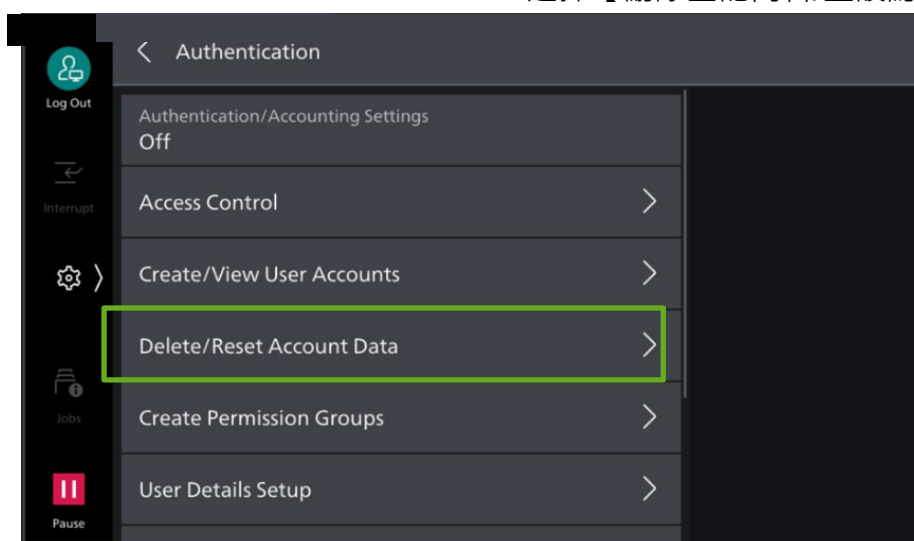 Authentication
Log Out
Authentication/Accounting Settings
Off
Interrupt
Access Control
Create/View User Accounts
Delete/Reset Account Data
Jobs
Create Permission Groups
User Details Setup
Pause